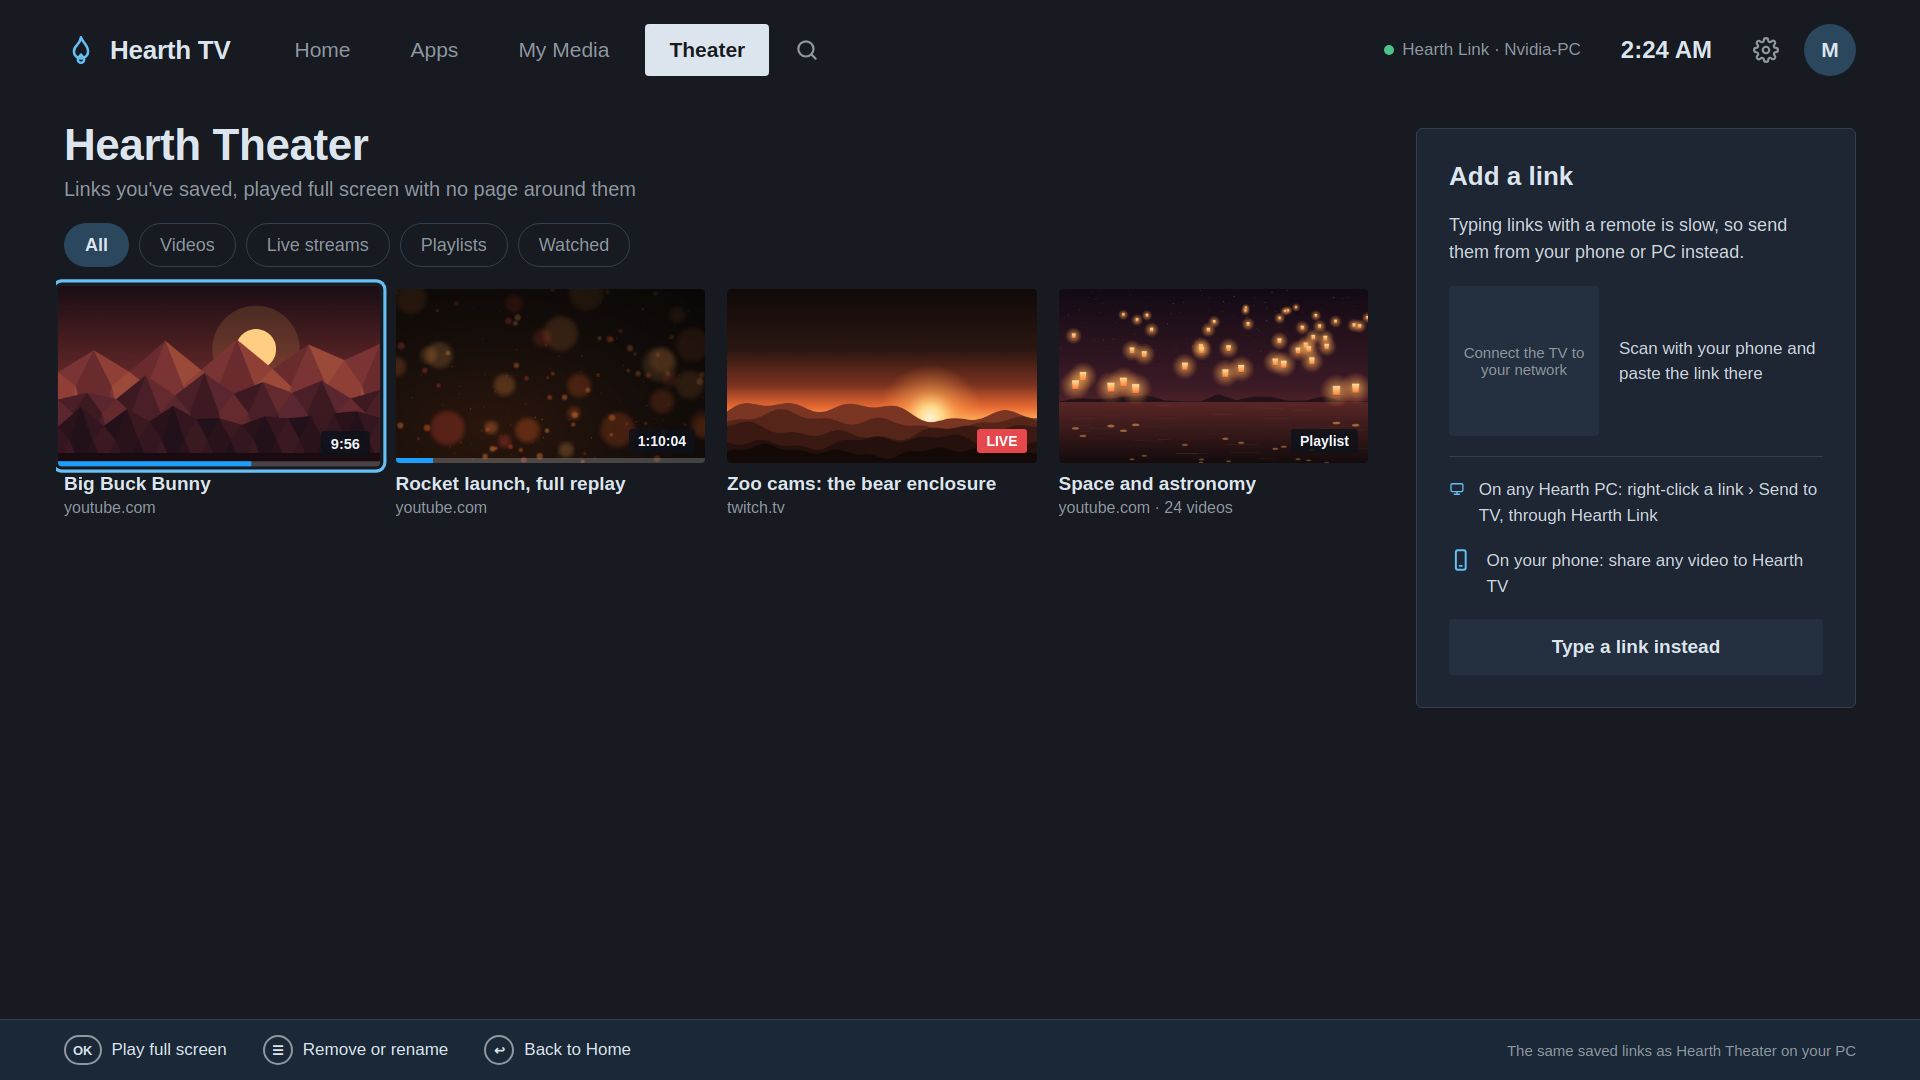 Hearth TV
Home
Apps
My Media
Theater
Hearth Link · Nvidia-PC
2:24 AM
M
Hearth Theater
Links you've saved, played full screen with no page around them
All
Videos
Live streams
Playlists
Watched
9:56
Big Buck Bunny
youtube.com
1:10:04
Rocket launch, full replay
youtube.com
LIVE
Zoo cams: the bear enclosure
twitch.tv
Playlist
Space and astronomy
youtube.com · 24 videos
Add a link
Typing links with a remote is slow, so send
them from your phone or PC instead.
Connect the TV to
your network
Scan with your phone and
paste the link there
On any Hearth PC: right-click a link › Send to
TV, through Hearth Link
On your phone: share any video to Hearth
TV
Type a link instead
OK
Play full screen
Remove or rename
Back to Home
The same saved links as Hearth Theater on your PC